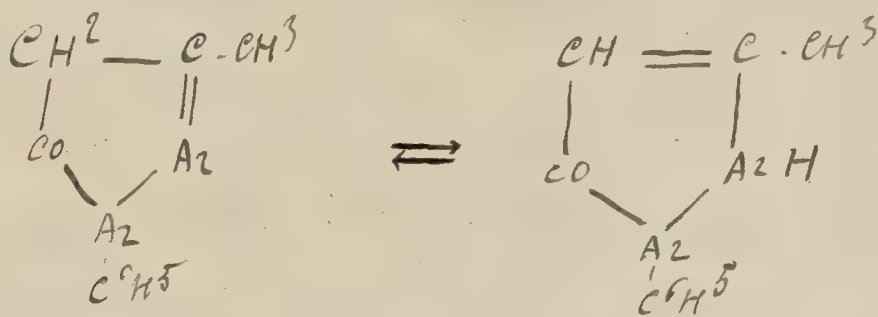 CH² — C - CH³ CH = C - CH³
CO Az ⇌ CO AzH
Az Az
C⁶H⁵ C⁶H⁵